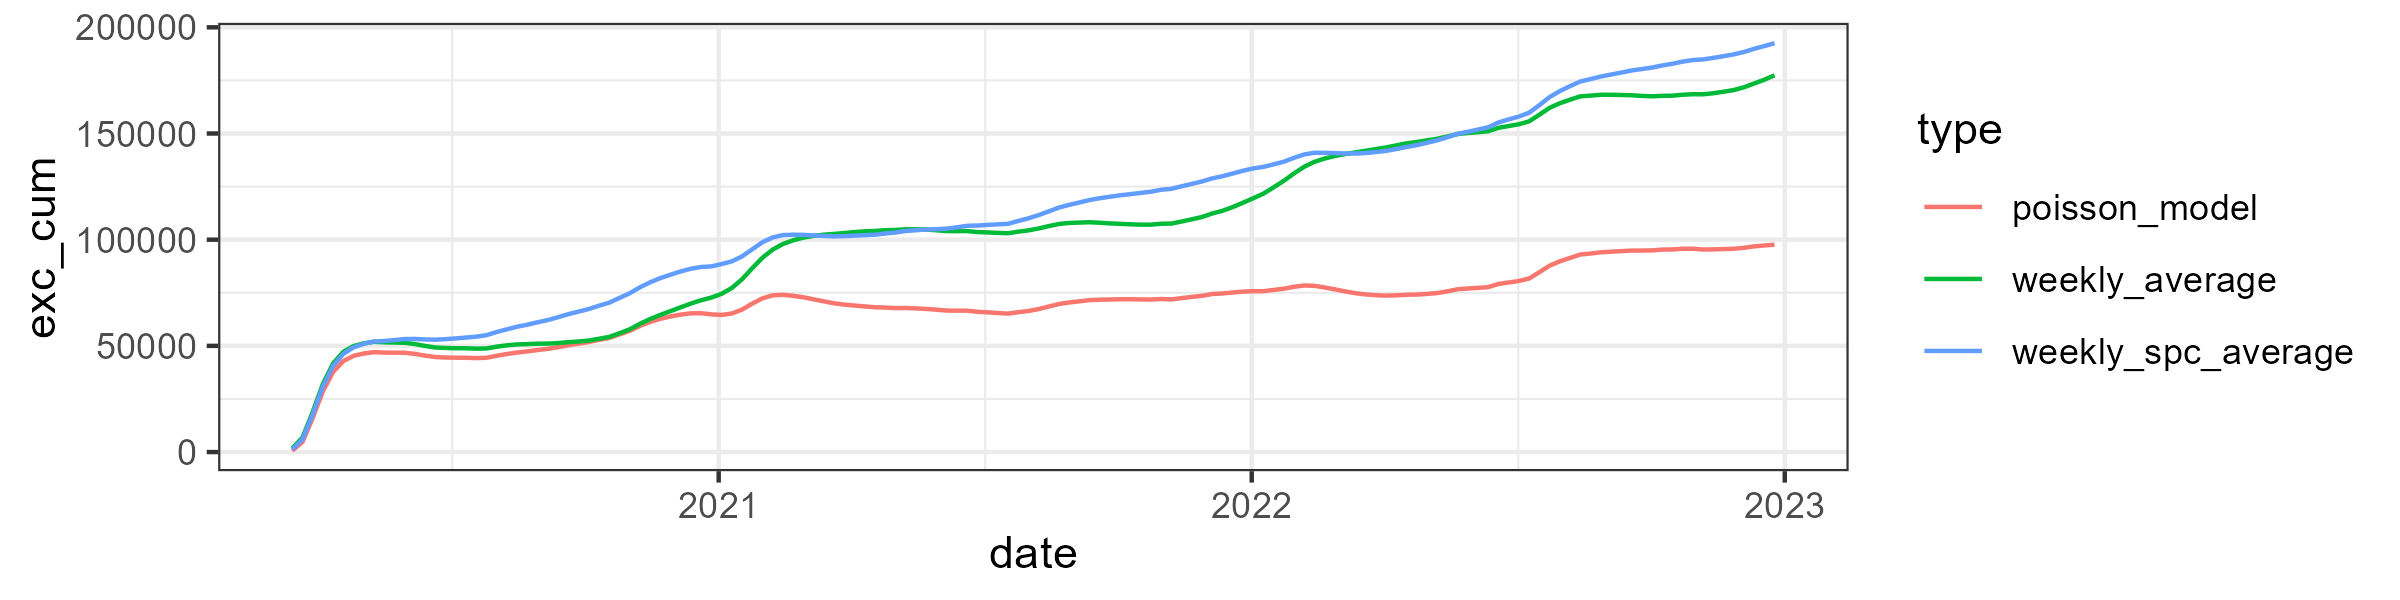 200000
150000
100000
50000
0
exc_cum
2021
2022
2023
date
type
poisson_model
weekly_average
weekly_spc_average